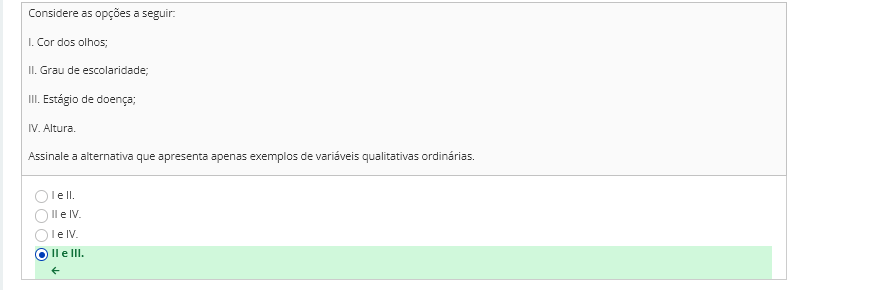 Considere as opções a seguir:
I. Cor dos olhos;
II. Grau de escolaridade;
III. Estágio de doença;
IV. Altura.
Assinale a alternativa que apresenta apenas exemplos de variáveis qualitativas ordinárias.
I e II.
II e IV.
I e IV.
II e III.
←